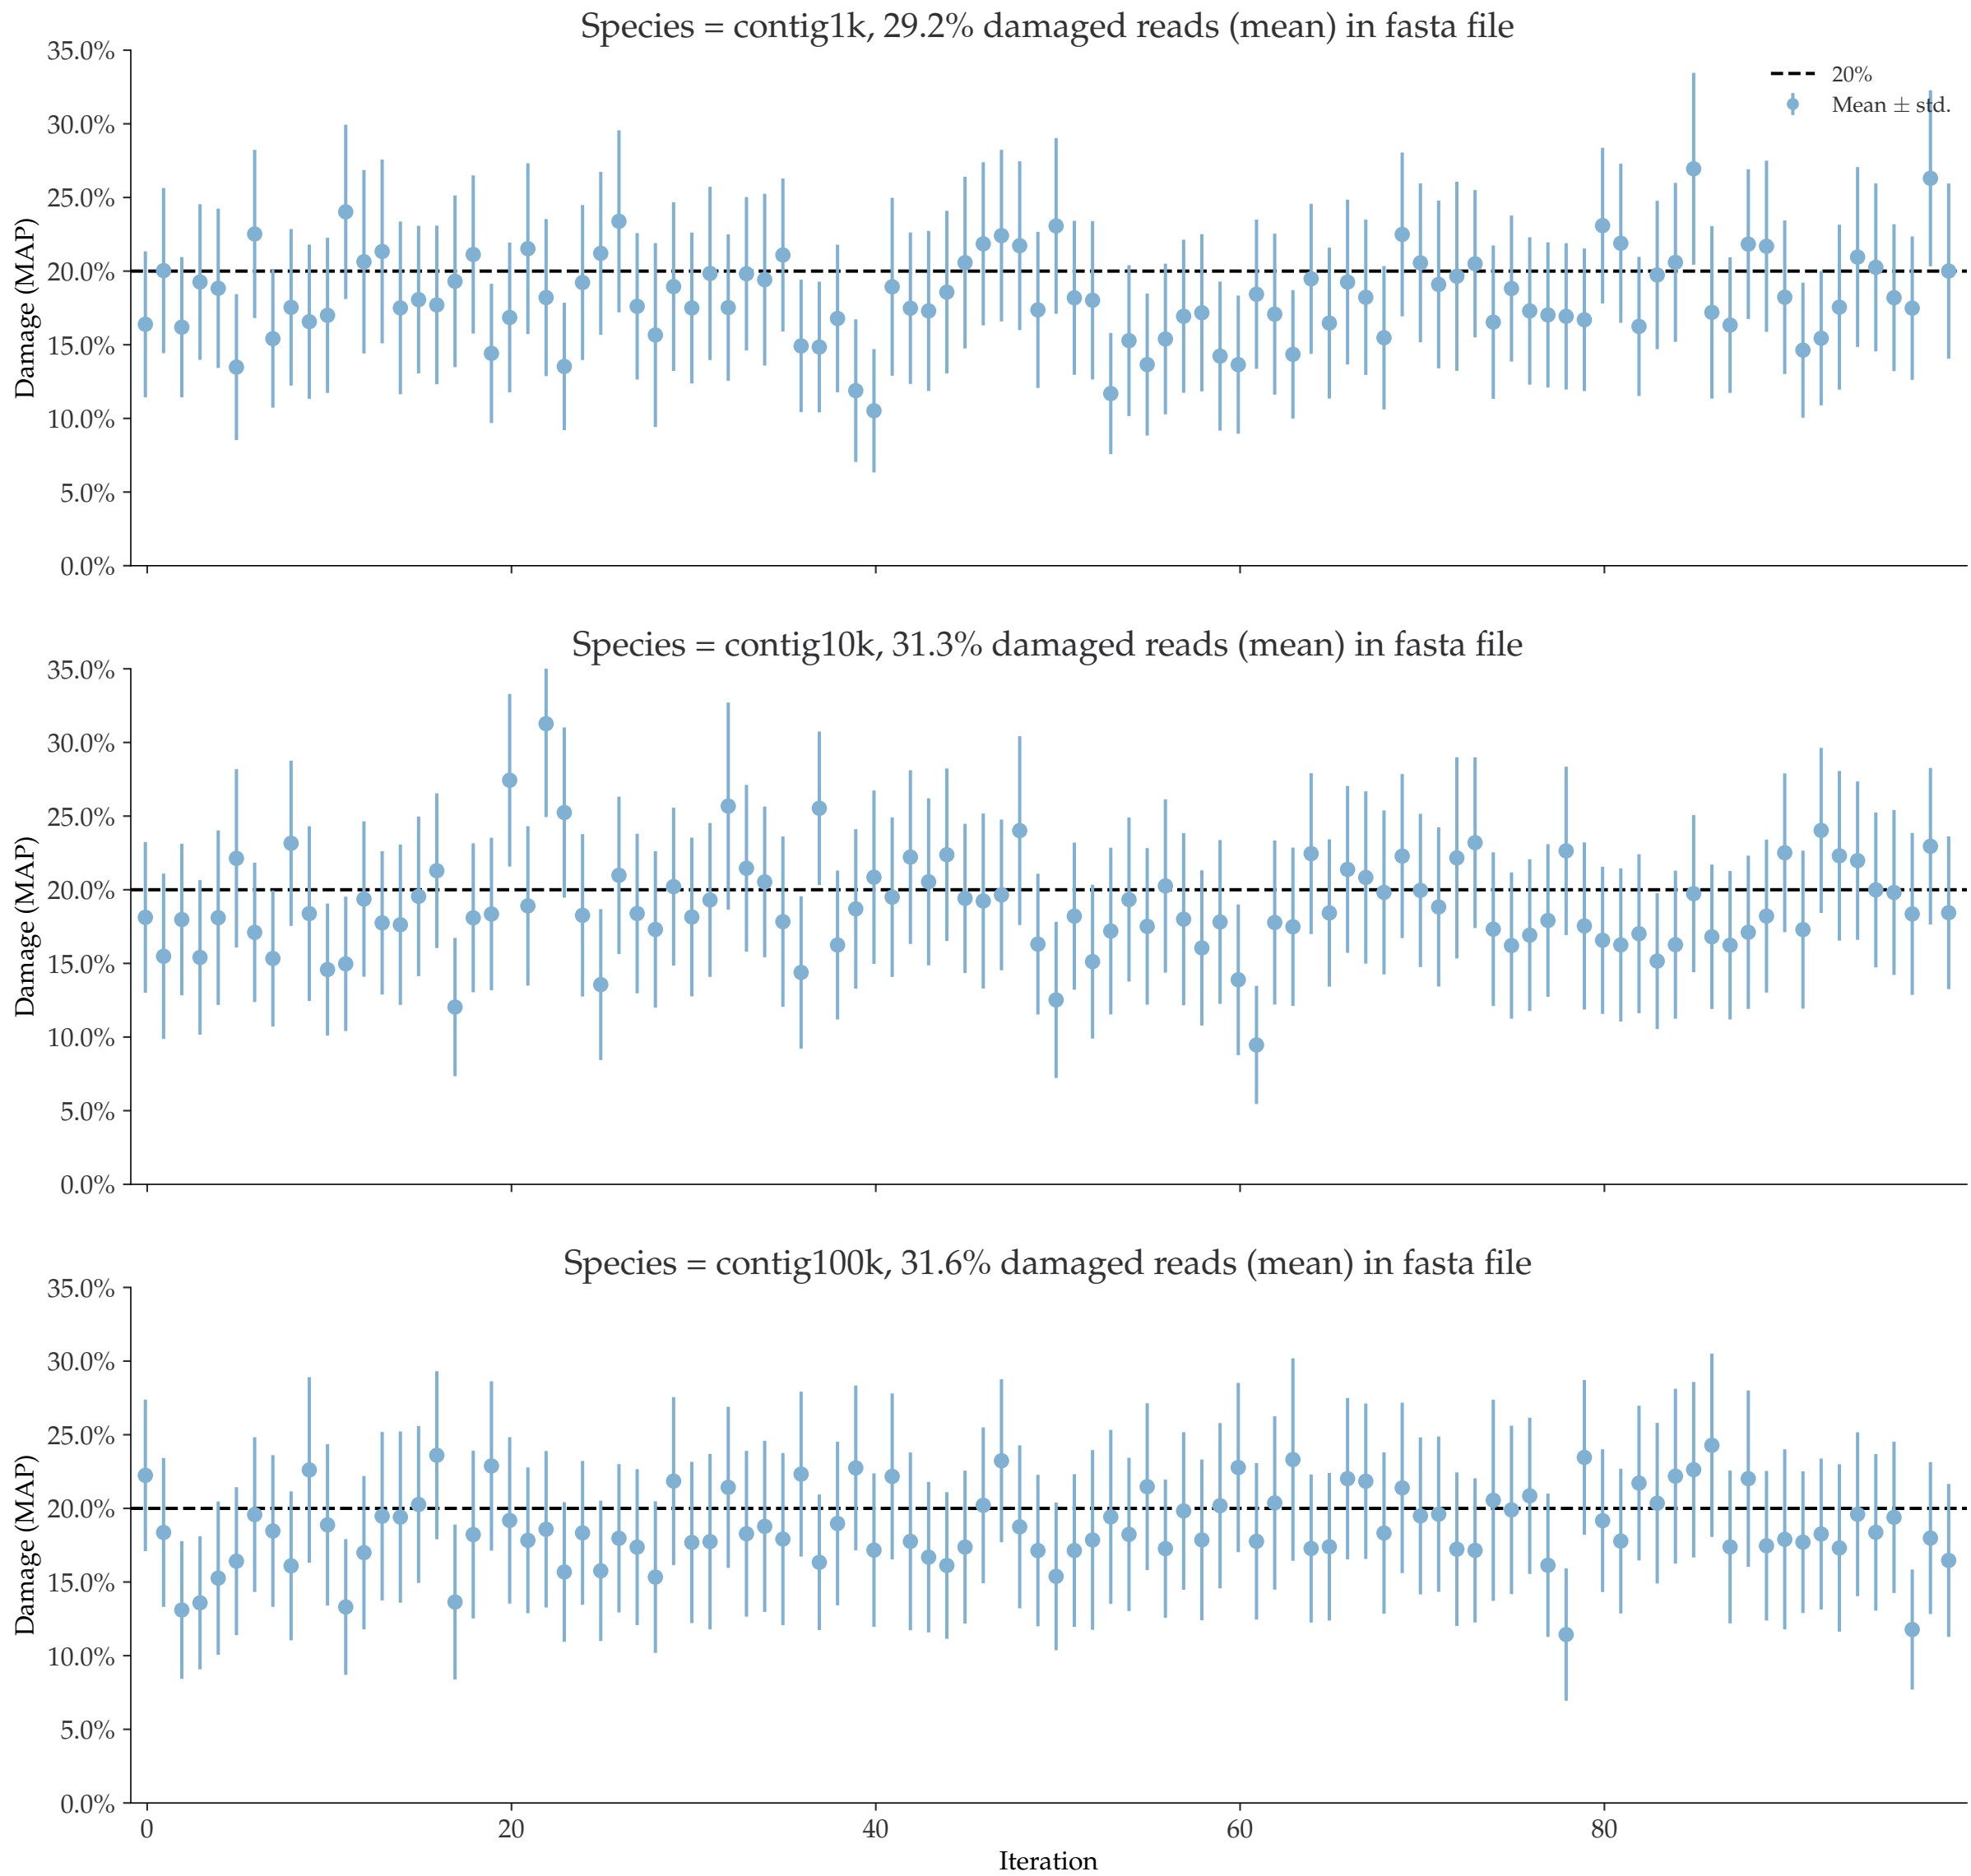 Species = contig1k, 29.2% damaged reads (mean) in fasta file
35.0%
30.0%
25.0%
20.0%
15.0%
10.0%
5.0%
0.0%
Damage (MAP)
20%
Mean ± std.
Species = contig10k, 31.3% damaged reads (mean) in fasta file
35.0%
30.0%
25.0%
20.0%
15.0%
10.0%
5.0%
0.0%
Damage (MAP)
Species = contig100k, 31.6% damaged reads (mean) in fasta file
35.0%
30.0%
25.0%
20.0%
15.0%
10.0%
5.0%
0.0%
Damage (MAP)
0 20 40 60 80
Iteration